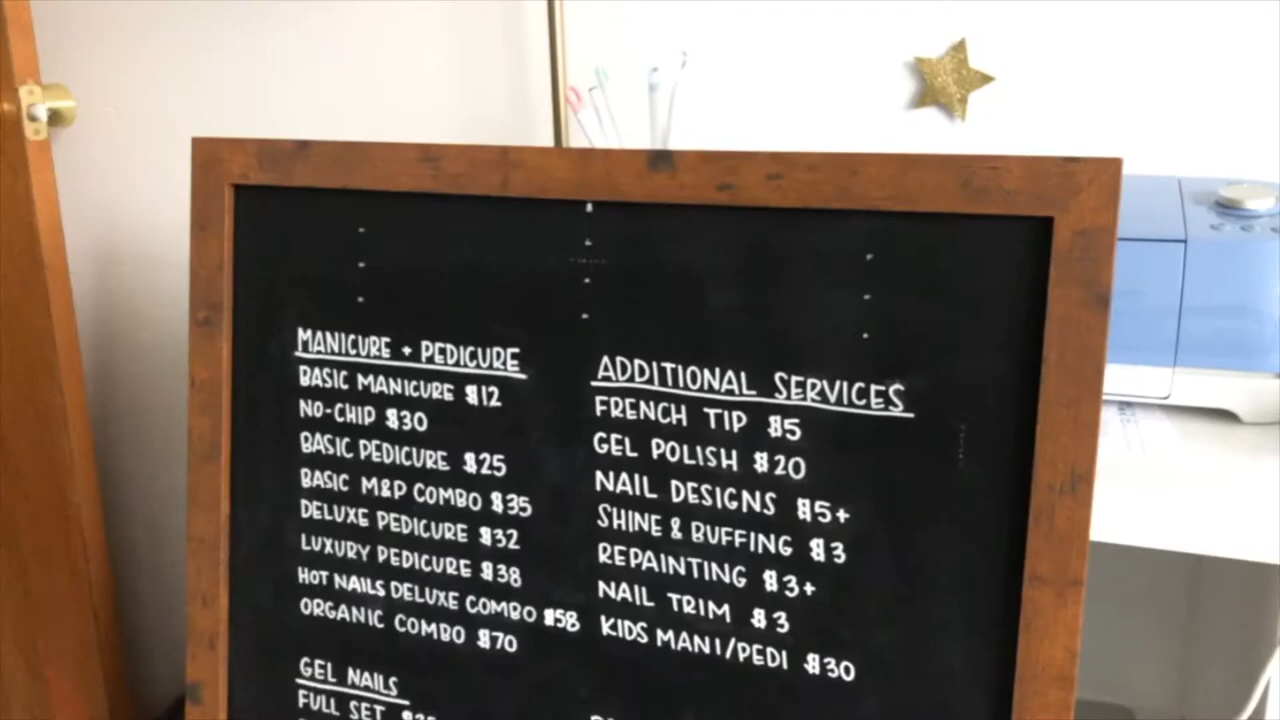 MANICURE + PEDICURE
BASIC MANICURE $12
NO-CHIP $30
BASIC PEDICURE $25
BASIC M&P COMBO $35
DELUXE PEDICURE $32
LUXURY PEDICURE $38
HOT NAILS DELUXE COMBO $58
ORGANIC COMBO $70
GEL NAILS
FULL SET
ADDITIONAL SERVICES
FRENCH TIP $5
GEL POLISH $20
NAIL DESIGNS $5+
SHINE & BUFFING $3
REPAINTING $3+
NAIL TRIM $3
KIDS MANI/PEDI $30